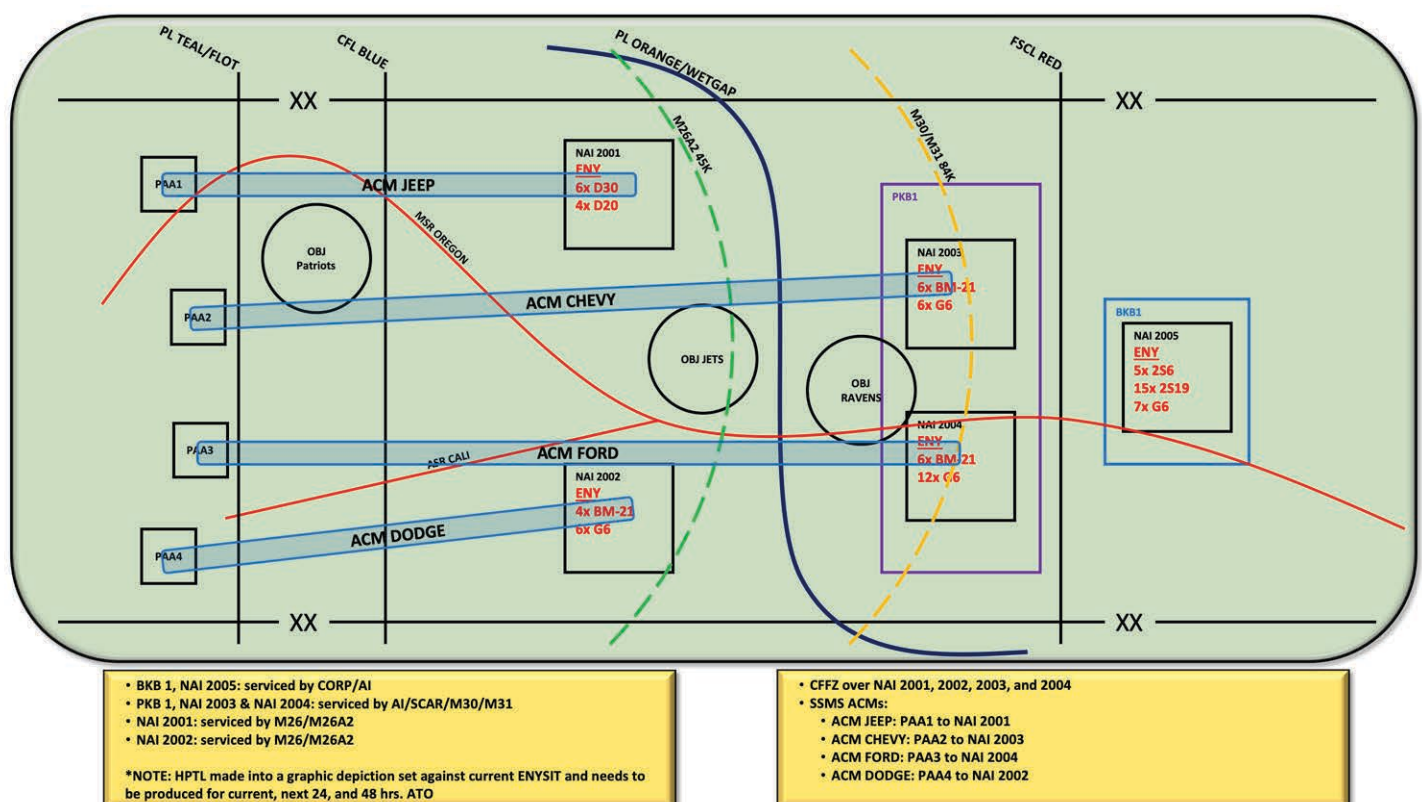 PL TEAL/FLOT
CFL BLUE
PL ORANGE/WETGAP
FSCL RED
XX
XX
M26A2 45K
M30/M31 84K
PAA1
ACM JEEP
NAI 2001
ENY
6x D30
4x D20
PKB1
MSR OREGON
OBJ
Patriots
NAI 2003
ENY
6x BM-21
6x G6
PAA2
ACM CHEVY
BKB1
NAI 2005
ENY
5x 2S6
15x 2S19
7x G6
OBJ JETS
OBJ
RAVENS
NAI 2004
ENY
6x BM-21
12x G6
PAA3
ASR CALI
ACM FORD
NAI 2002
ENY
4x BM-21
6x G6
PAA4
ACM DODGE
XX
XX
• BKB 1, NAI 2005: serviced by CORP/AI
• PKB 1, NAI 2003 & NAI 2004: serviced by AI/SCAR/M30/M31
• NAI 2001: serviced by M26/M26A2
• NAI 2002: serviced by M26/M26A2
*NOTE: HPTL made into a graphic depiction set against current ENYSIT and needs to
be produced for current, next 24, and 48 hrs. ATO
• CFFZ over NAI 2001, 2002, 2003, and 2004
• SSMS ACMs:
• ACM JEEP: PAA1 to NAI 2001
• ACM CHEVY: PAA2 to NAI 2003
• ACM FORD: PAA3 to NAI 2004
• ACM DODGE: PAA4 to NAI 2002